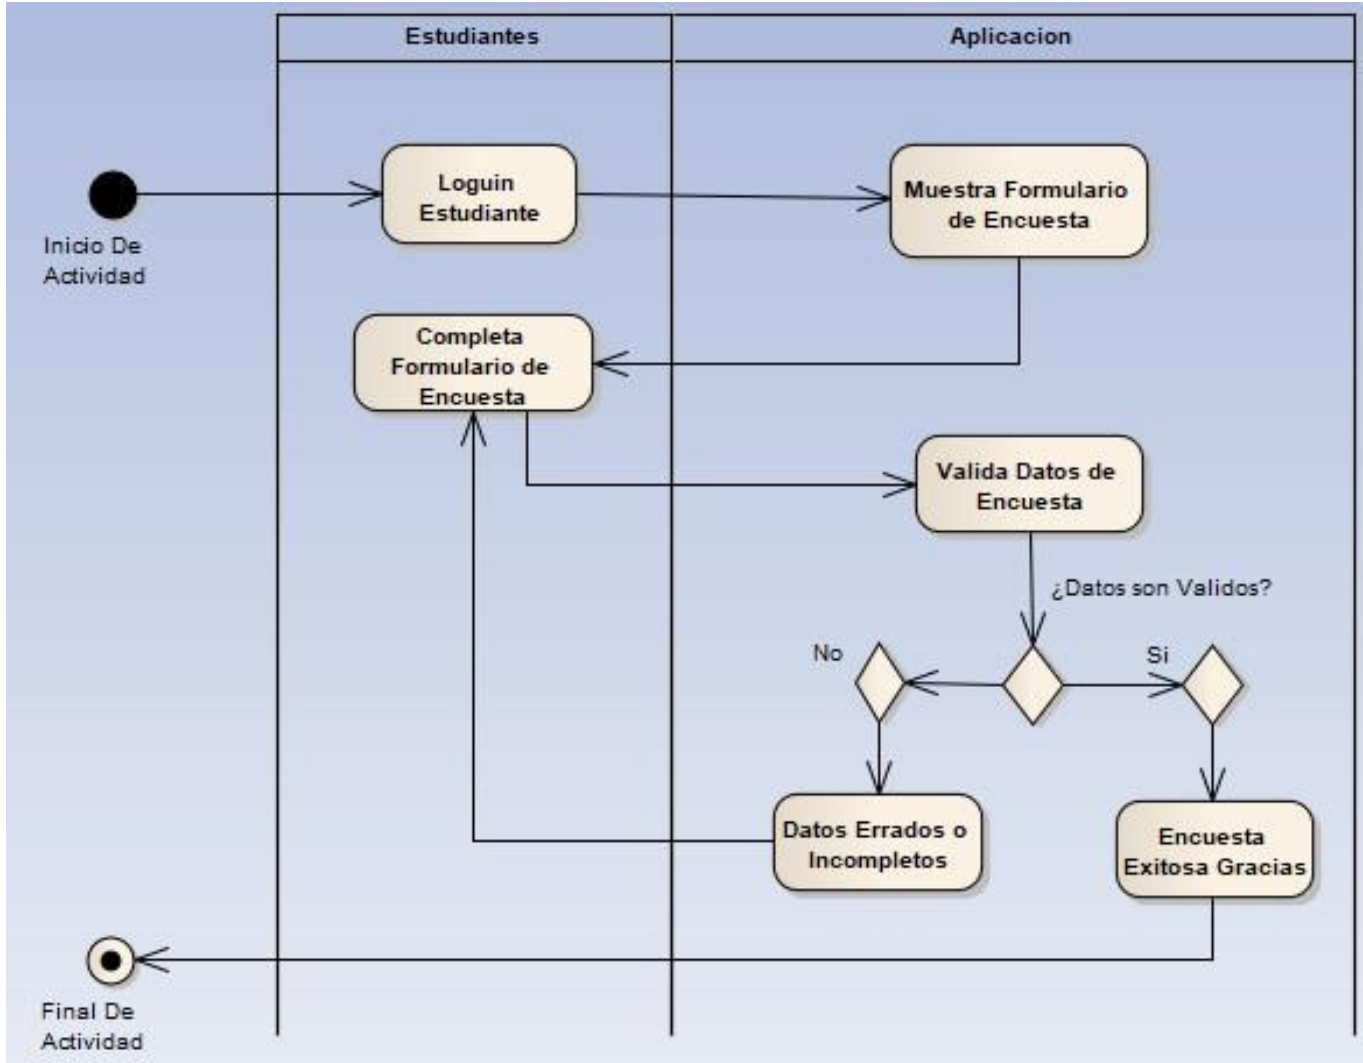 Estudiantes
Aplicacion
Loguin
Estudiante
Muestra Formulario
de Encuesta
Inicio De
Actividad
Completa
Formulario de
Encuesta
Valida Datos de
Encuesta
¿Datos son Validos?
No
Si
Datos Errados o
Incompletos
Encuesta
Exitosa Gracias
Final De
Actividad